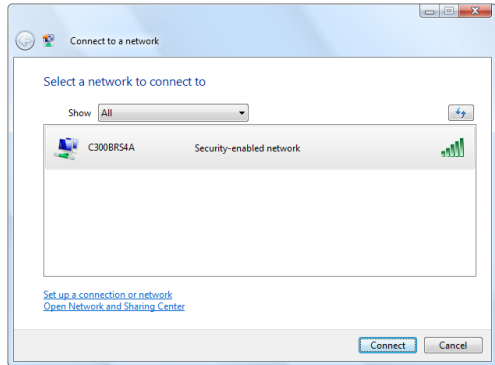 Connect to a network
Select a network to connect to
Show All
C300BRS4A Security-enabled network
Set up a connection or network
Open Network and Sharing Center
Connect Cancel